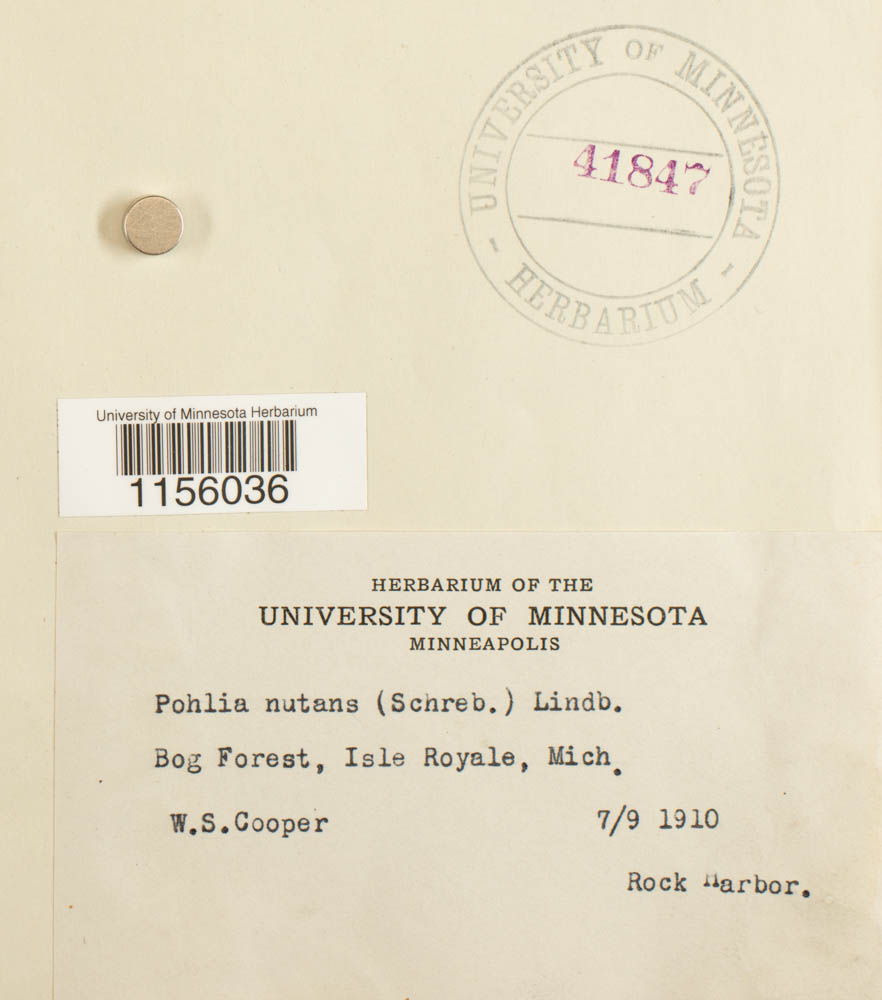 UNIVERSITY OF MINNESOTA
- HERBARIUM -
41847
University of Minnesota Herbarium
1156036
HERBARIUM OF THE
UNIVERSITY OF MINNESOTA
MINNEAPOLIS
Pohlia nutans (Schreb.) Lindb.
Bog Forest, Isle Royale, Mich.
W.S.Cooper 7/9 1910
Rock Harbor.